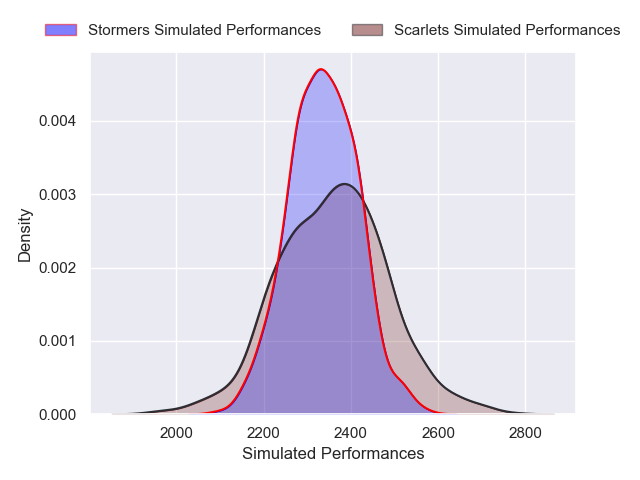 Stormers Simulated Performances
Scarlets Simulated Performances
Density
0.004
0.003
0.002
0.001
0.000
2000
2200
2400
2600
2800
Simulated Performances